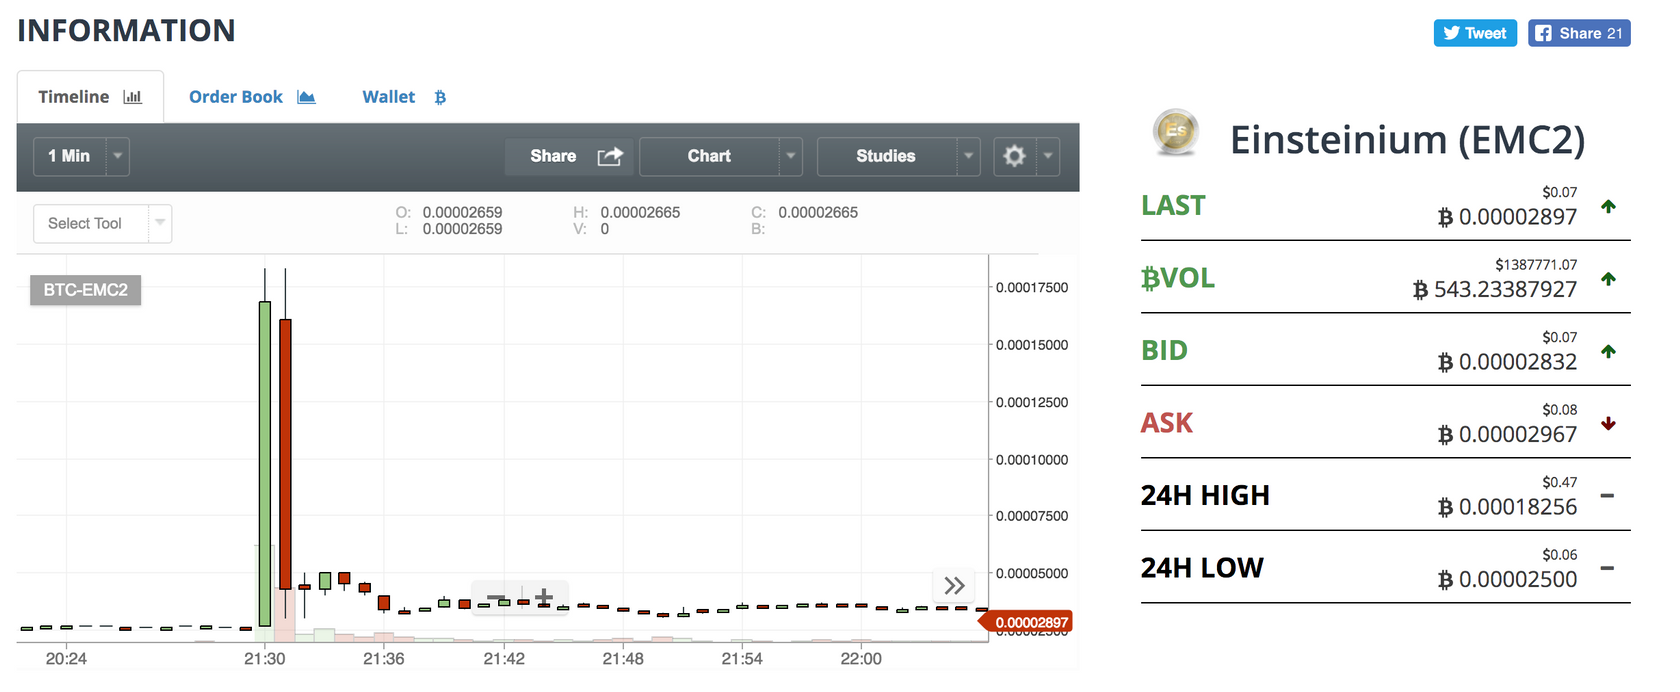 INFORMATION
Tweet
Share 21
Timeline
Order Book
Wallet
1 Min
Share
Chart
Studies
Select Tool
O: 0.00002659 H: 0.00002665 C: 0.00002665
L: 0.00002659 V: 0 B:
BTC-EMC2
0.00017500
0.00015000
0.00012500
0.00010000
0.00007500
0.00005000
0.00002897
20:24 21:30 21:36 21:42 21:48 21:54 22:00
Es
Einsteinium (EMC2)
$0.07
LAST ₿ 0.00002897
$1387771.07
₿VOL ₿ 543.23387927
$0.07
BID ₿ 0.00002832
$0.08
ASK ₿ 0.00002967
$0.47
24H HIGH ₿ 0.00018256
$0.06
24H LOW ₿ 0.00002500